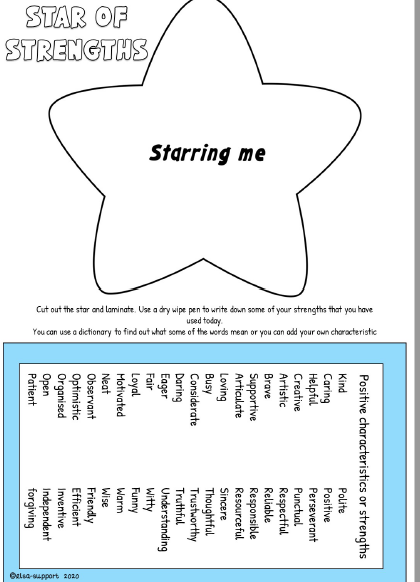 STAR OF
STRENGTHS
Starring me
Cut out the star and laminate. Use a dry wipe pen to write down some of your strengths that you have
used today.
You can use a dictionary to find out what some of the words mean or you can add your own characteristic
Positive characteristics or strengths
Kind Polite
Caring Positive
Helpful Perseverant
Creative Punctual
Artistic Respectful
Brave Reliable
Supportive Responsible
Articulate Resourceful
Loving Sincere
Busy Thoughtful
Considerate Trustworthy
Daring Truthful
Eager Understanding
Fair Witty
Loyal Funny
Motivated Warm
Neat Wise
Observant Friendly
Optimistic Efficient
Organised Inventive
Open Independent
Patient forgiving
©elsa-support 2020